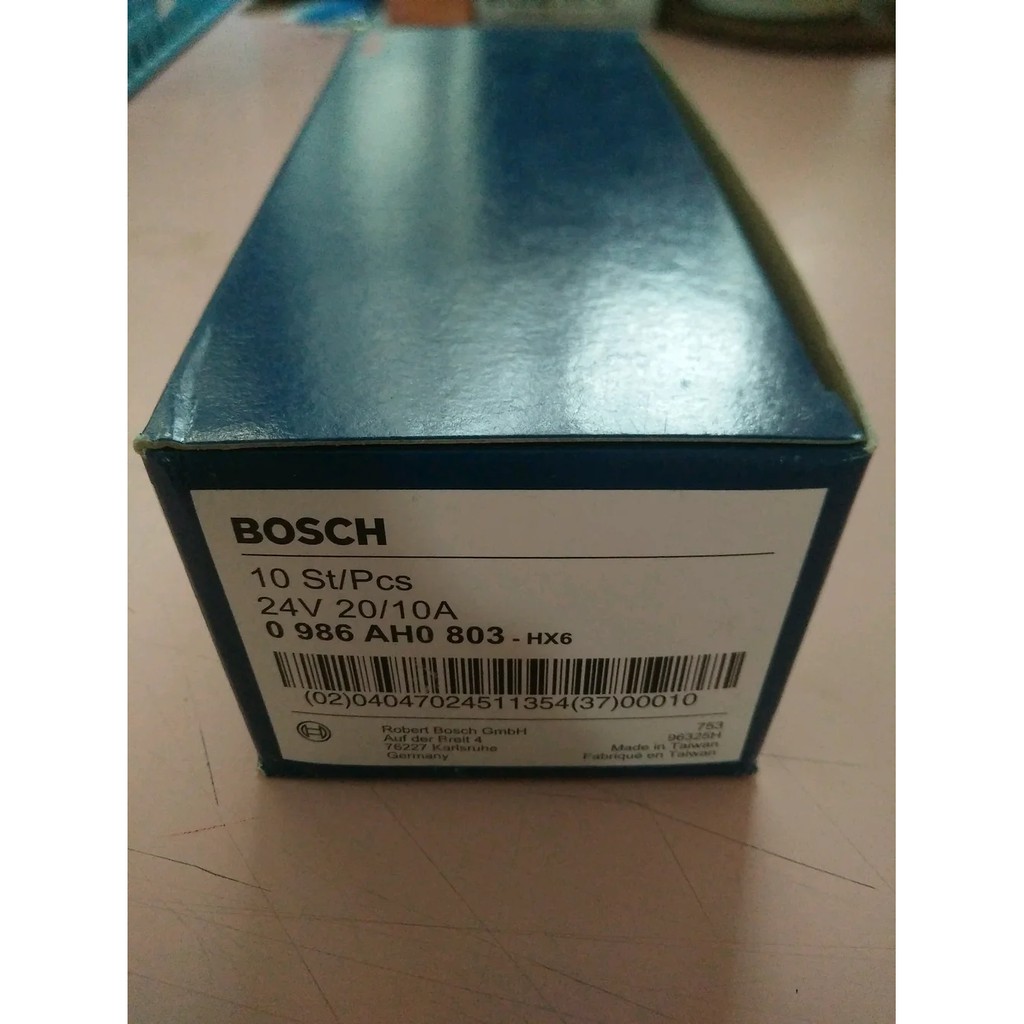 BOSCH
10 St/Pcs
24V 20/10A
0 986 AH0 803 - HX6
(02)04047024511354(37)00010
Robert Bosch GmbH
Auf der Breit 4
76227 Karlsruhe
Germany
753
96325H
Made in Taiwan
Fabriqué en Taiwan